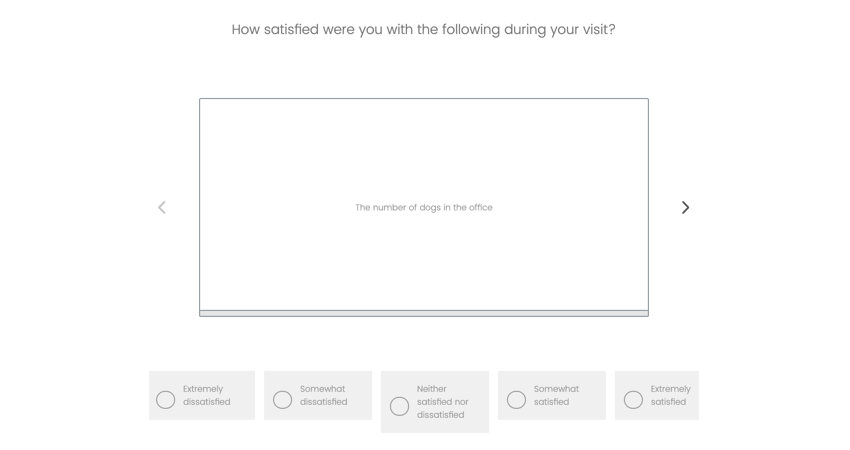 How satisfied were you with the following during your visit?
The number of dogs in the office
Extremely
dissatisfied
Somewhat
dissatisfied
Neither
satisfied nor
dissatisfied
Somewhat
satisfied
Extremely
satisfied